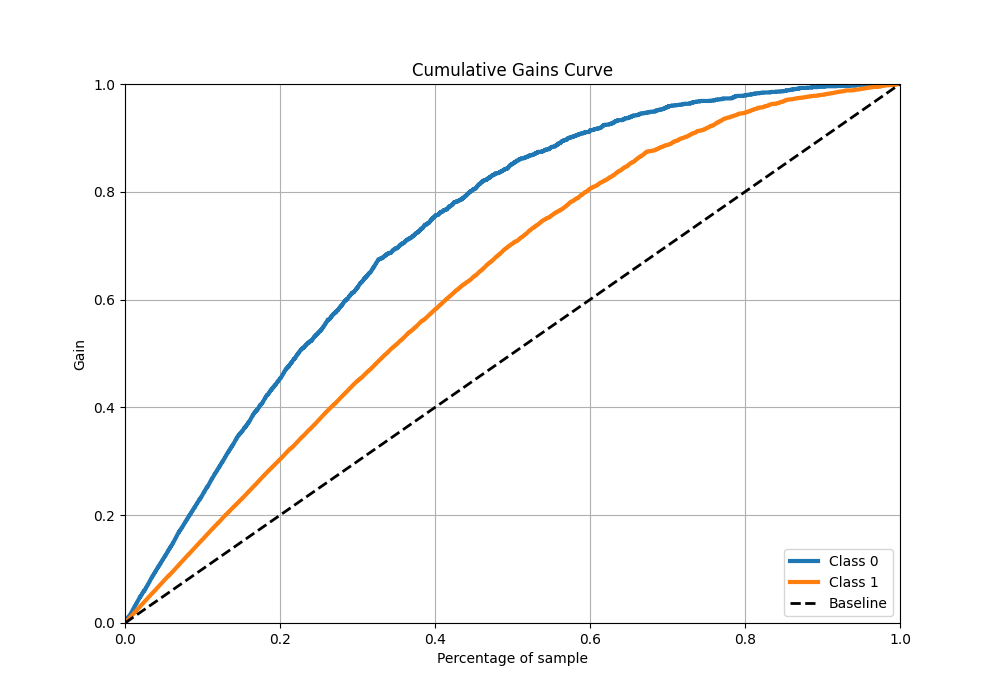 Cumulative Gains Curve
1.0
0.8
0.6
0.4
0.2
0.0
Gain
0.0 0.2 0.4 0.6 0.8 1.0
Percentage of sample
Class 0
Class 1
Baseline